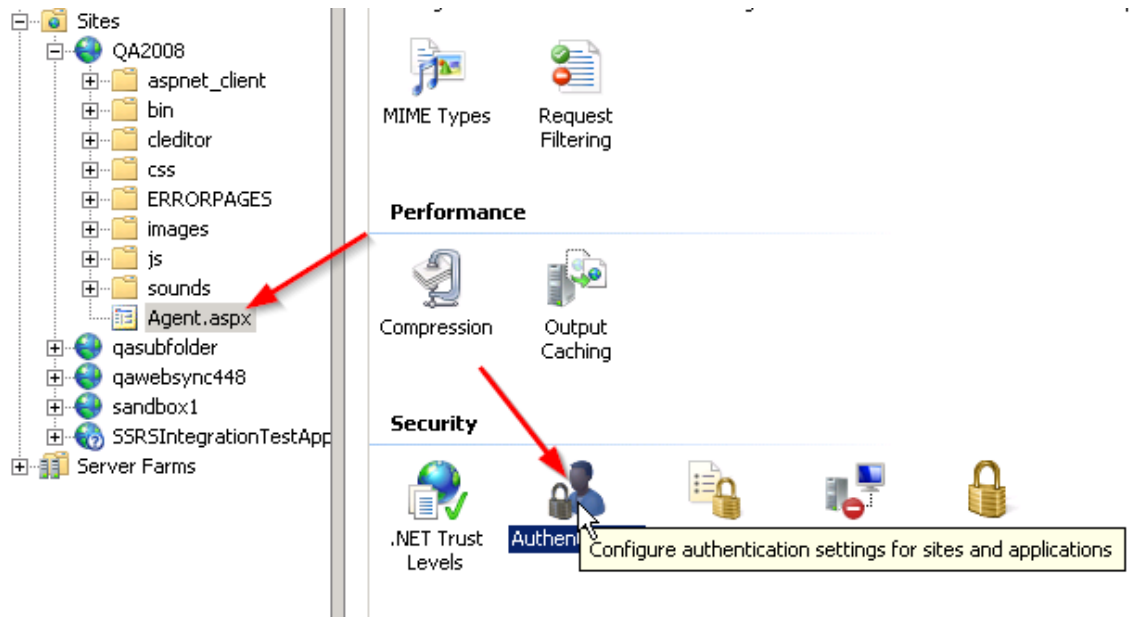 Sites
QA2008
aspnet_client
bin
cleditor
css
ERRORPAGES
images
js
sounds
Agent.aspx
qasubfolder
qawebsync448
sandbox1
SSRSIntegrationTestApp
Server Farms
MIME Types
Request
Filtering
Performance
Compression
Output
Caching
Security
.NET Trust
Levels
Authent
Configure authentication settings for sites and applications